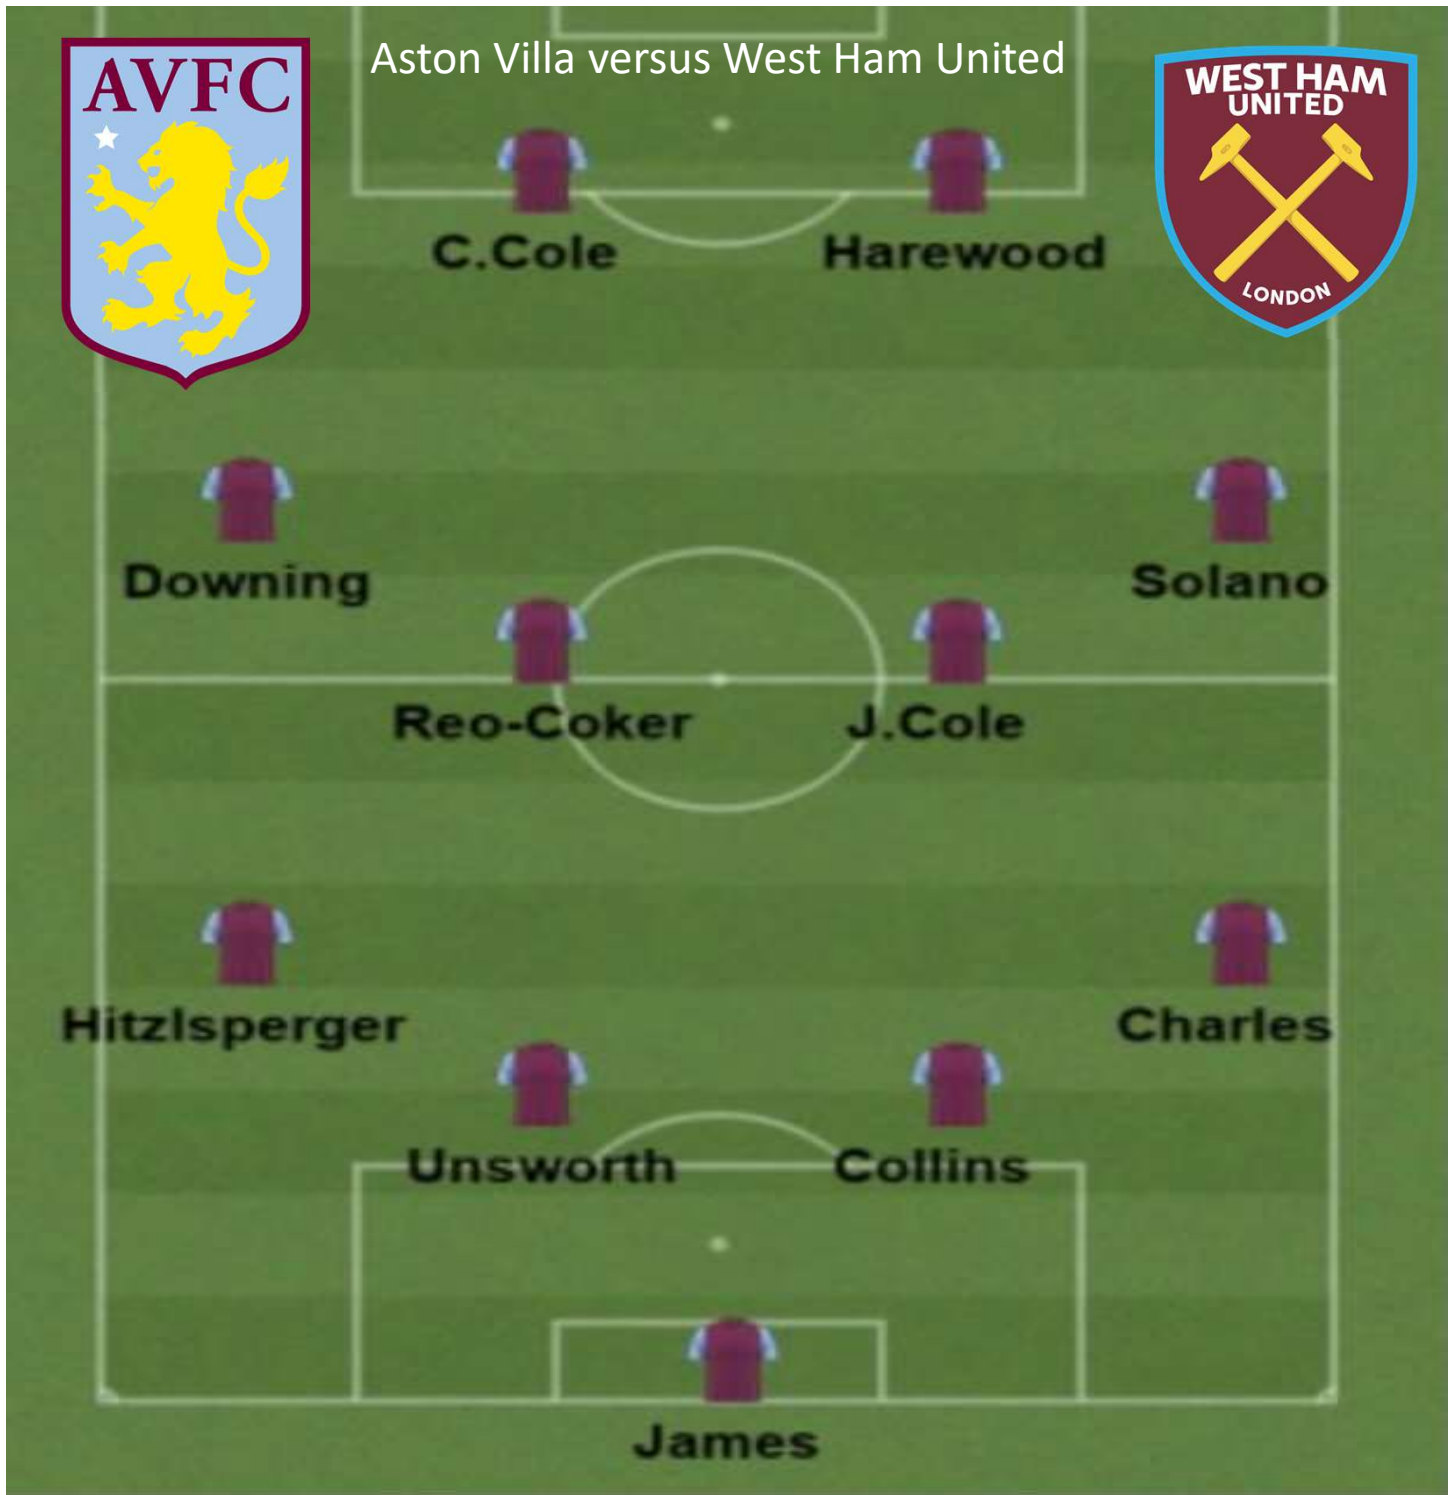 Aston Villa versus West Ham United
AVFC
WEST HAM
UNITED
LONDON
C.Cole
Harewood
Downing
Solano
Reo-Coker
J.Cole
Hitzlsperger
Charles
Unsworth
Collins
James